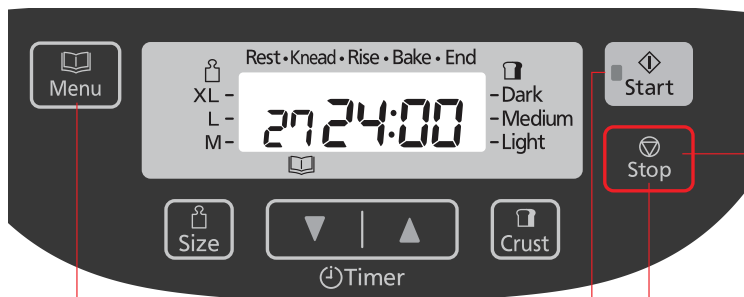 Menu
Rest • Knead • Rise • Bake • End
XL –
L –
M –
27 24:00
– Dark
– Medium
– Light
Start
Stop
Size
Crust
Timer